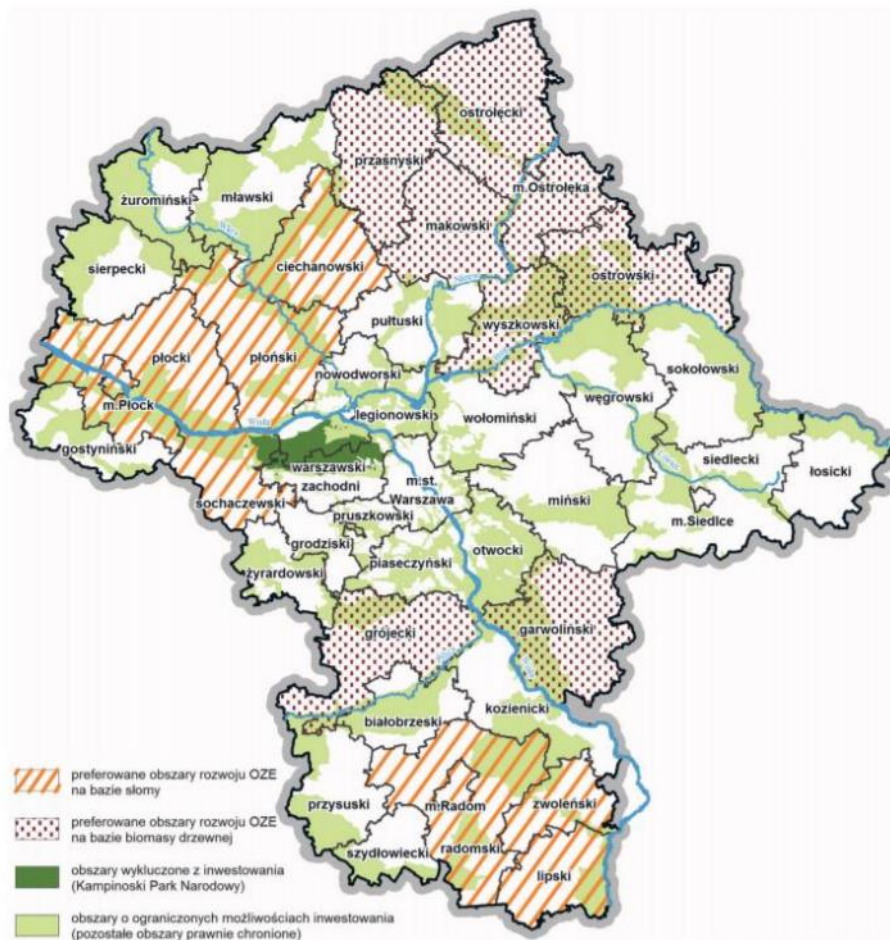 ostrołęcki
przasnyski
m.Ostrołęka
żuromiński
mławski
makowski
Wkra
sierpecki
ciechanowski
ostrowski
pułtuski
wyszkowski
płocki
płoński
sokołowski
nowodworski
węgrowski
m.Płock
legionowski
wołomiński
Wisła
gostyniński
siedlecki
warszawski
zachodni
łosicki
m.st.
Warszawa
sochaczewski
miński
m.Siedlce
pruszkowski
grodziski
otwocki
piaseczyński
żyrardowski
grójecki
garwoliński
kozienicki
białobrzeski
przysuski
m.Radom
zwoleński
szydłowiecki
radomski
lipski
preferowane obszary rozwoju OZE
na bazie słomy
preferowane obszary rozwoju OZE
na bazie biomasy drzewnej
obszary wykluczone z inwestowania
(Kampinoski Park Narodowy)
obszary o ograniczonych możliwościach inwestowania
(pozostałe obszary prawnie chronione)